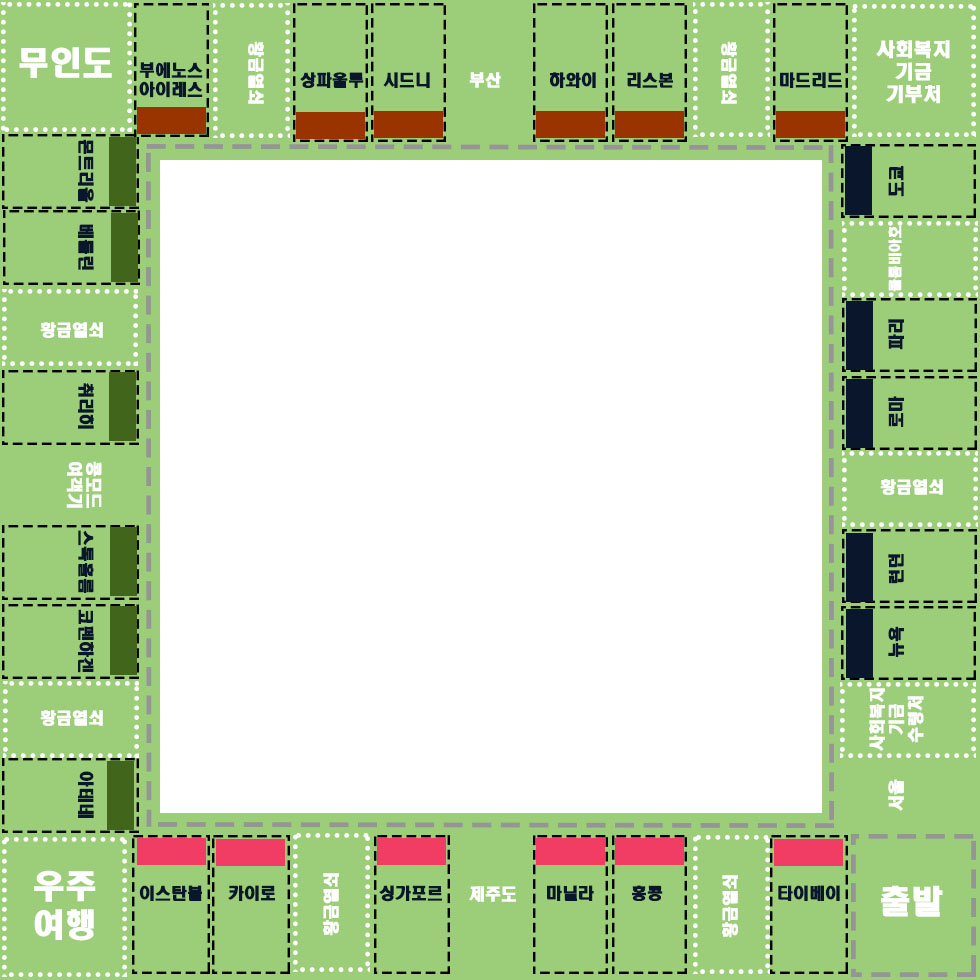 무인도
부에노스
아이레스
황금열쇠
상파울루
시드니
부산
하와이
리스본
황금열쇠
마드리드
사회복지
기금
기부처
몬트리올
도쿄
베를린
콜롬비아호
황금열쇠
파리
취리히
로마
콩코드
여객기
황금열쇠
스톡홀름
런던
코펜하겐
뉴욕
황금열쇠
사회복지
기금
수령처
아테네
서울
우주
여행
이스탄불
카이로
황금열쇠
싱가포르
제주도
마닐라
홍콩
황금열쇠
타이베이
출발